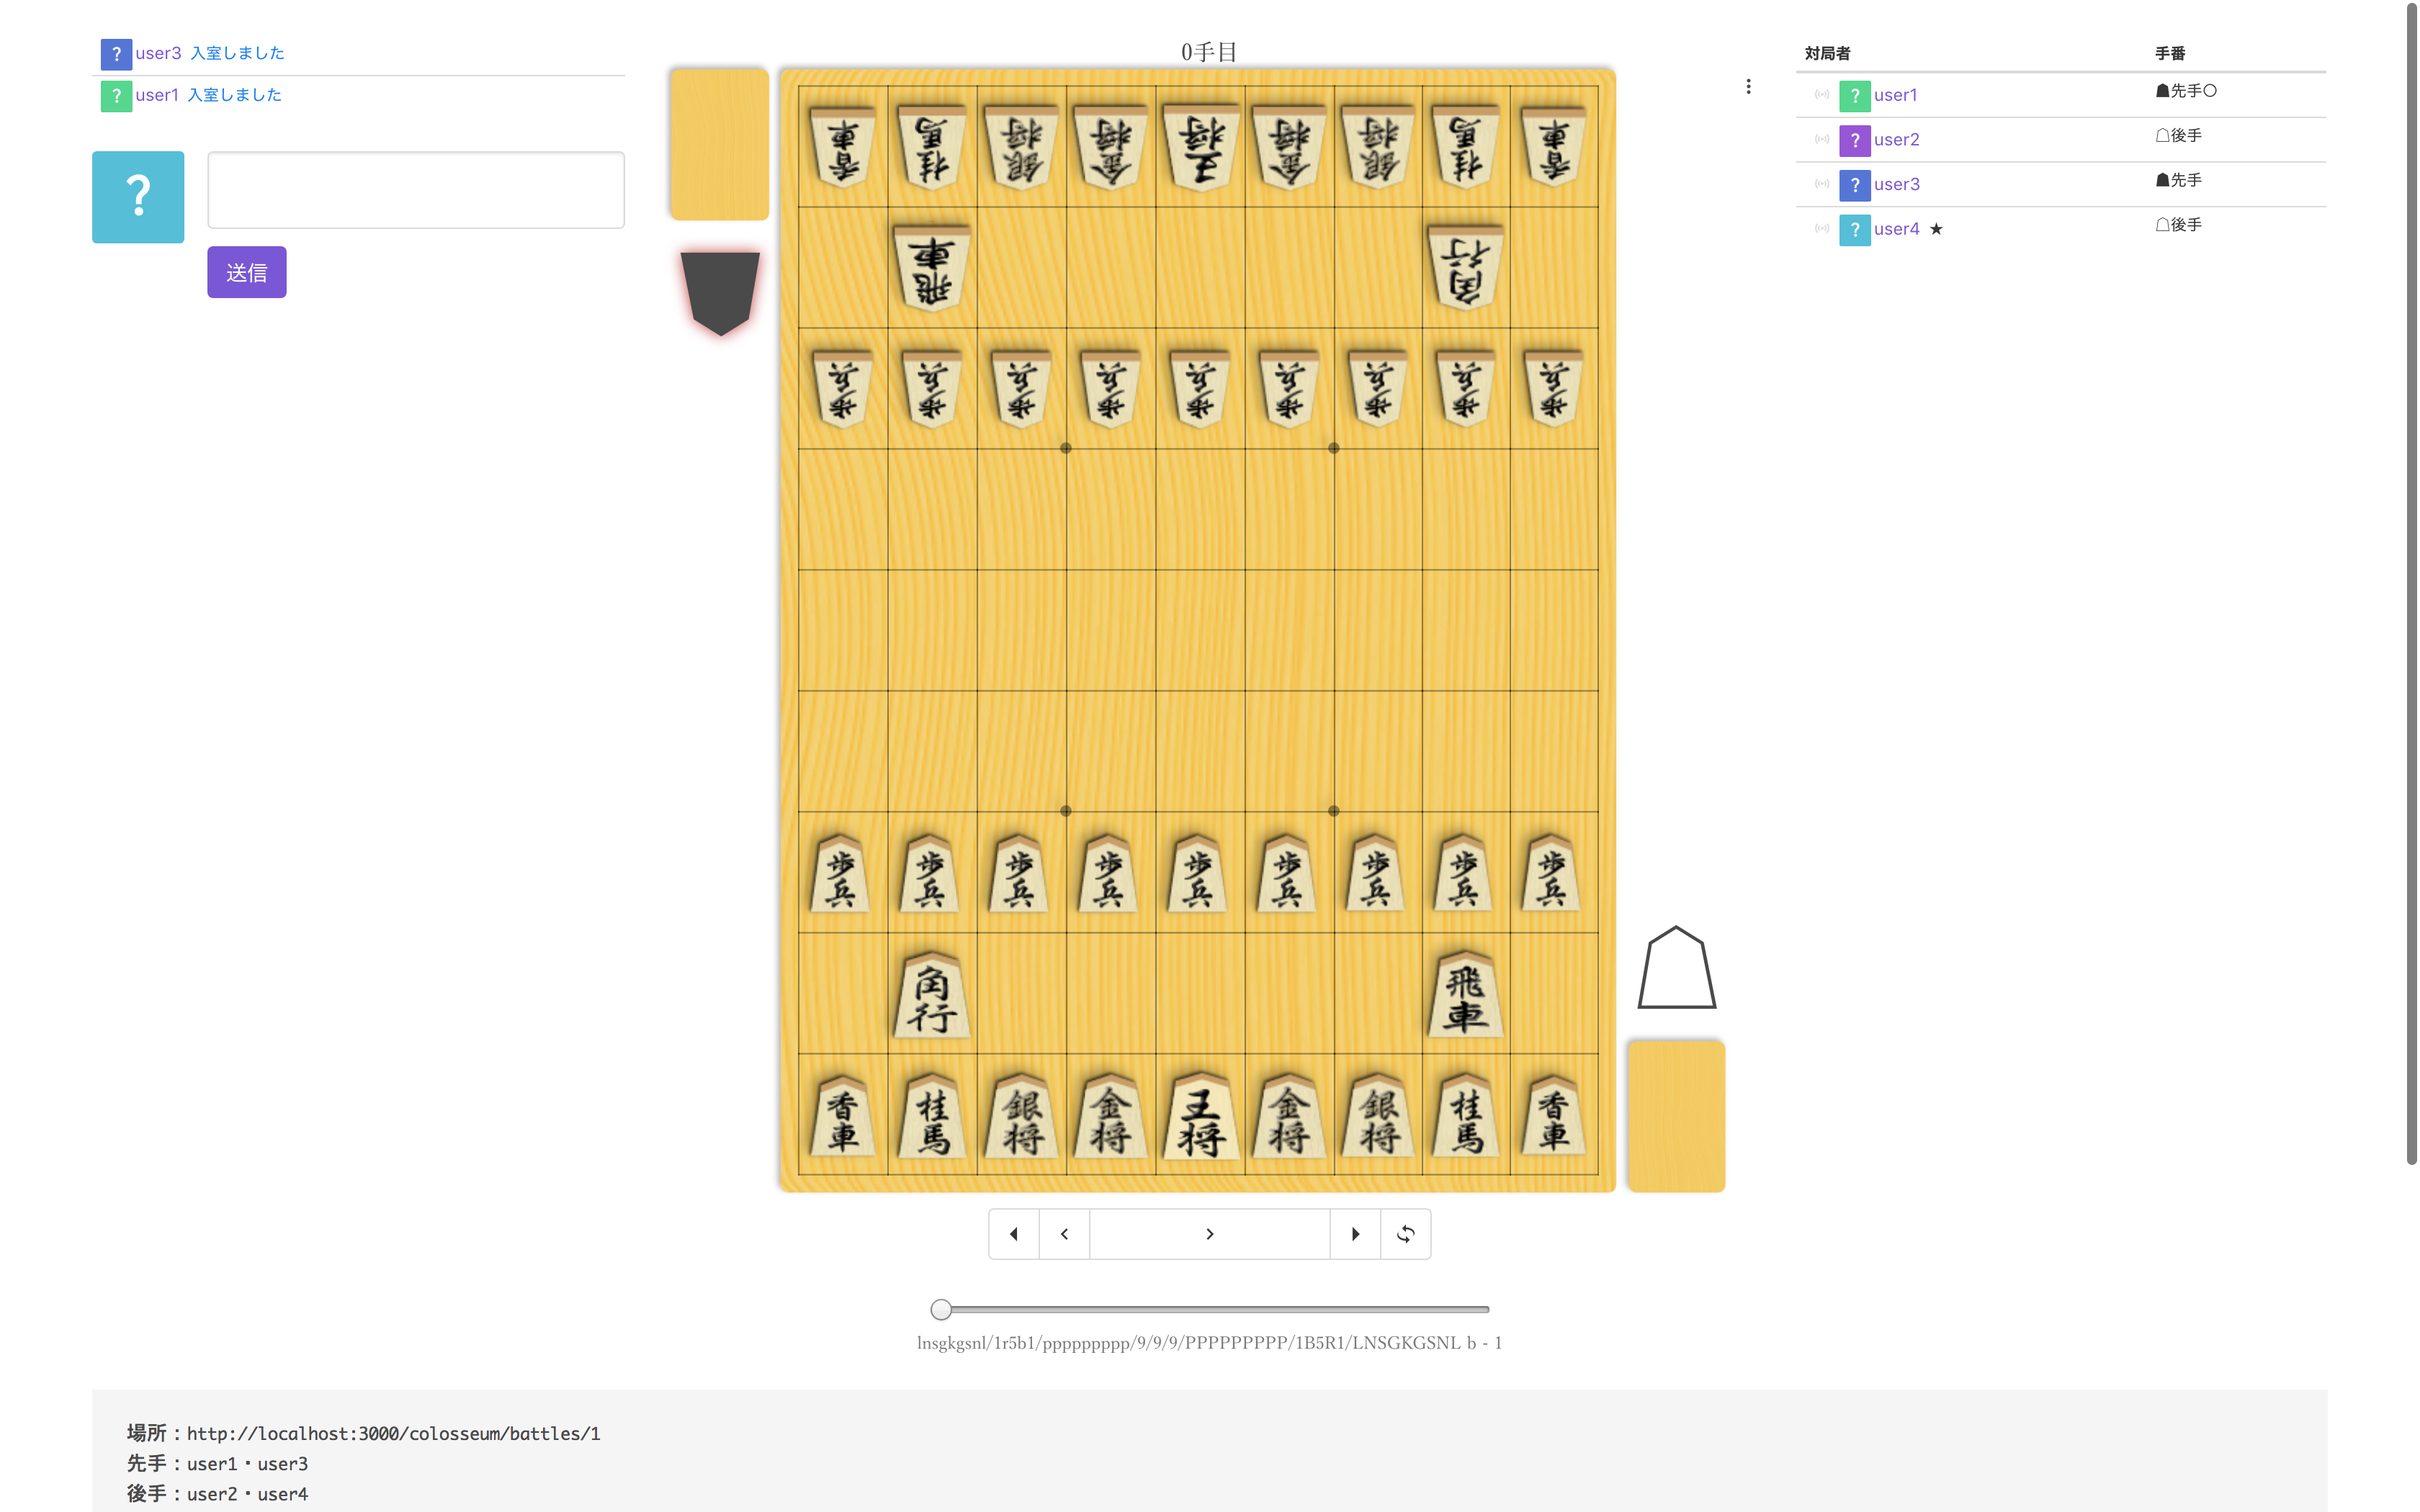 user3 入室しました
user1 入室しました
?
送信
0手目
香車 桂馬 銀将 金将 王将 金将 銀将 桂馬 香車
飛車 角行
歩兵 歩兵 歩兵 歩兵 歩兵 歩兵 歩兵 歩兵 歩兵
歩兵 歩兵 歩兵 歩兵 歩兵 歩兵 歩兵 歩兵 歩兵
角行 飛車
香車 桂馬 銀将 金将 王将 金将 銀将 桂馬 香車
lnsgkgsnl/1r5b1/ppppppppp/9/9/9/PPPPPPPPP/1B5R1/LNSGKGSNL b - 1
対局者 手番
? user1 ☗先手○
? user2 ☖後手
? user3 ☗先手
? user4 ★ ☖後手
場所：http://localhost:3000/colosseum/battles/1
先手：user1・user3
後手：user2・user4